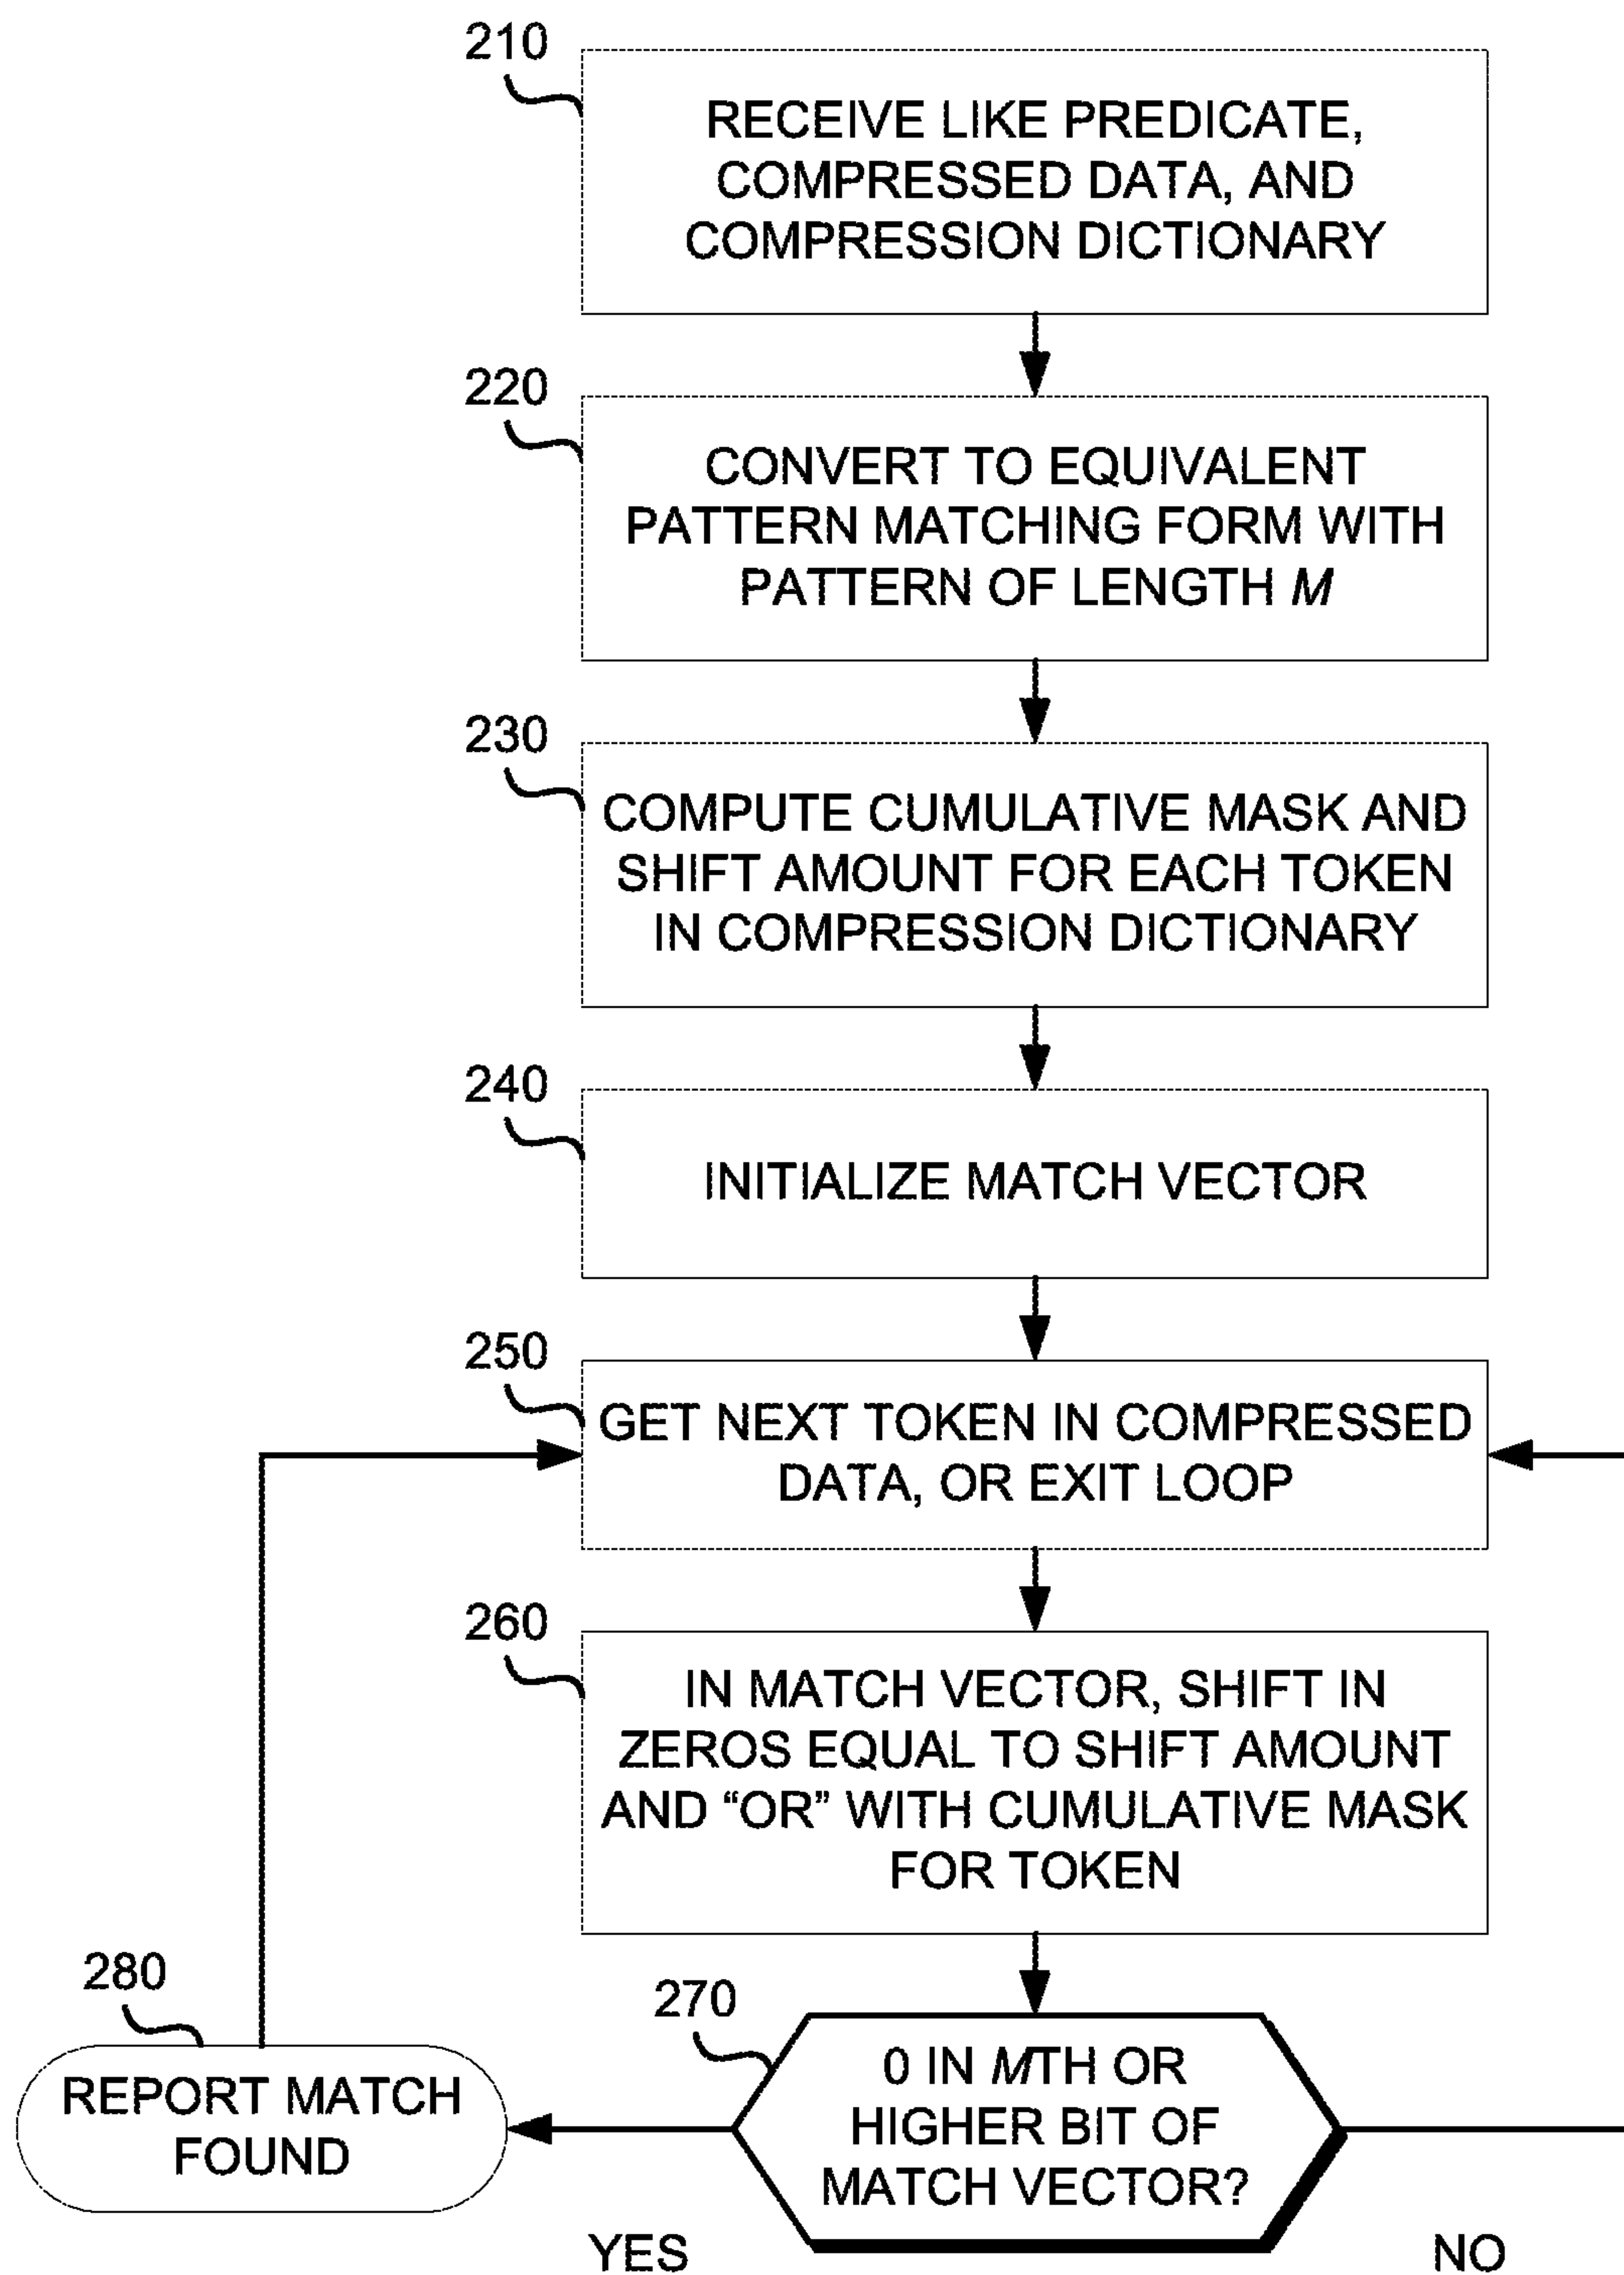 210
RECEIVE LIKE PREDICATE,
COMPRESSED DATA, AND
COMPRESSION DICTIONARY
220
CONVERT TO EQUIVALENT
PATTERN MATCHING FORM WITH
PATTERN OF LENGTH M
230
COMPUTE CUMULATIVE MASK AND
SHIFT AMOUNT FOR EACH TOKEN
IN COMPRESSION DICTIONARY
240
INITIALIZE MATCH VECTOR
250
GET NEXT TOKEN IN COMPRESSED
DATA, OR EXIT LOOP
260
IN MATCH VECTOR, SHIFT IN
ZEROS EQUAL TO SHIFT AMOUNT
AND “OR” WITH CUMULATIVE MASK
FOR TOKEN
270
0 IN MTH OR
HIGHER BIT OF
MATCH VECTOR?
280
REPORT MATCH
FOUND
YES
NO